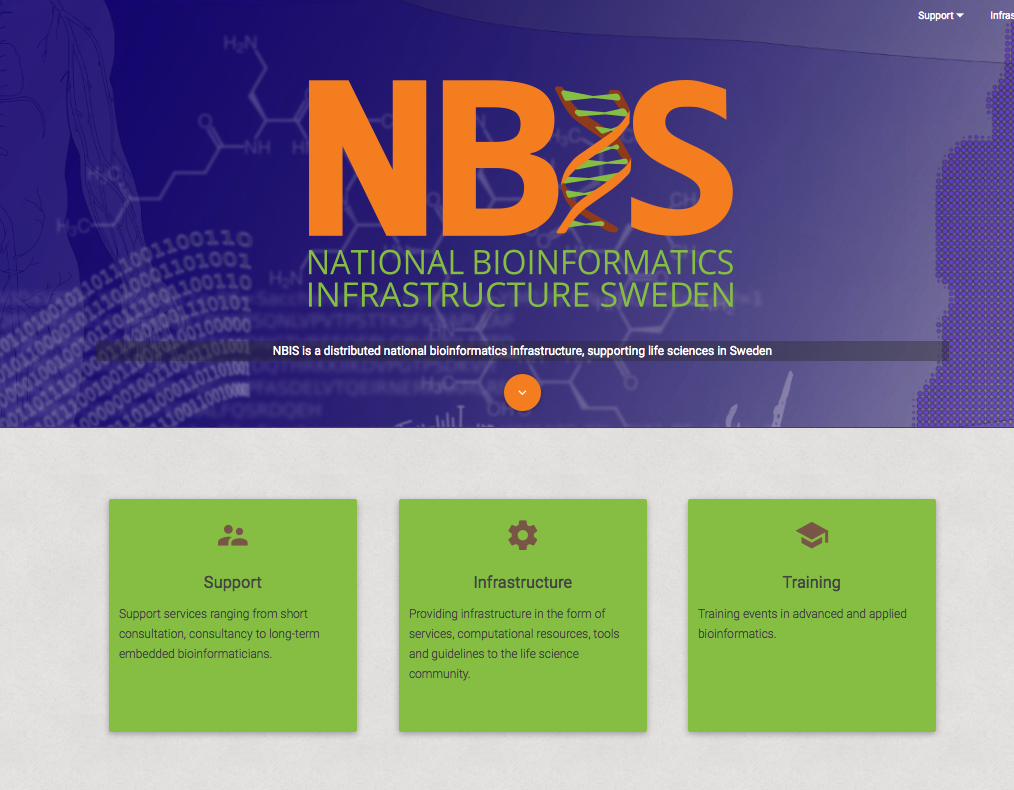 Support
NBIS
NATIONAL BIOINFORMATICS
INFRASTRUCTURE SWEDEN
NBIS is a distributed national bioinformatics infrastructure, supporting life sciences in Sweden
Support
Support services ranging from short
consultation, consultancy to long-term
embedded bioinformaticians.
Infrastructure
Providing infrastructure in the form of
services, computational resources, tools
and guidelines to the life science
community.
Training
Training events in advanced and applied
bioinformatics.